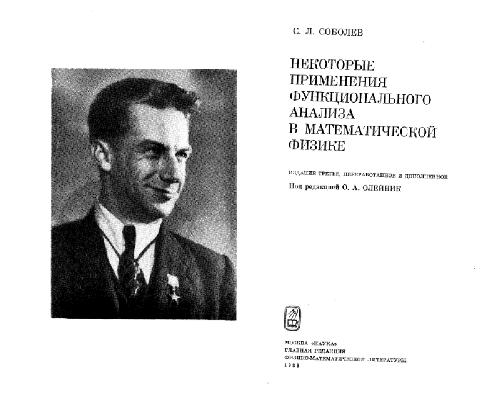 С. Л. СОБОЛЕВ
НЕКОТОРЫЕ
ПРИМЕНЕНИЯ
ФУНКЦИОНАЛЬНОГО
АНАЛИЗА
В МАТЕМАТИЧЕСКОЙ
ФИЗИКЕ
ИЗДАНИЕ ТРЕТЬЕ, ПЕРЕРАБОТАННОЕ И ДОПОЛНЕННОЕ
Под редакцией О. А. ОЛЕЙНИК
МОСКВА «НАУКА»
ГЛАВНАЯ РЕДАКЦИЯ
ФИЗИКО-МАТЕМАТИЧЕСКОЙ ЛИТЕРАТУРЫ
1988